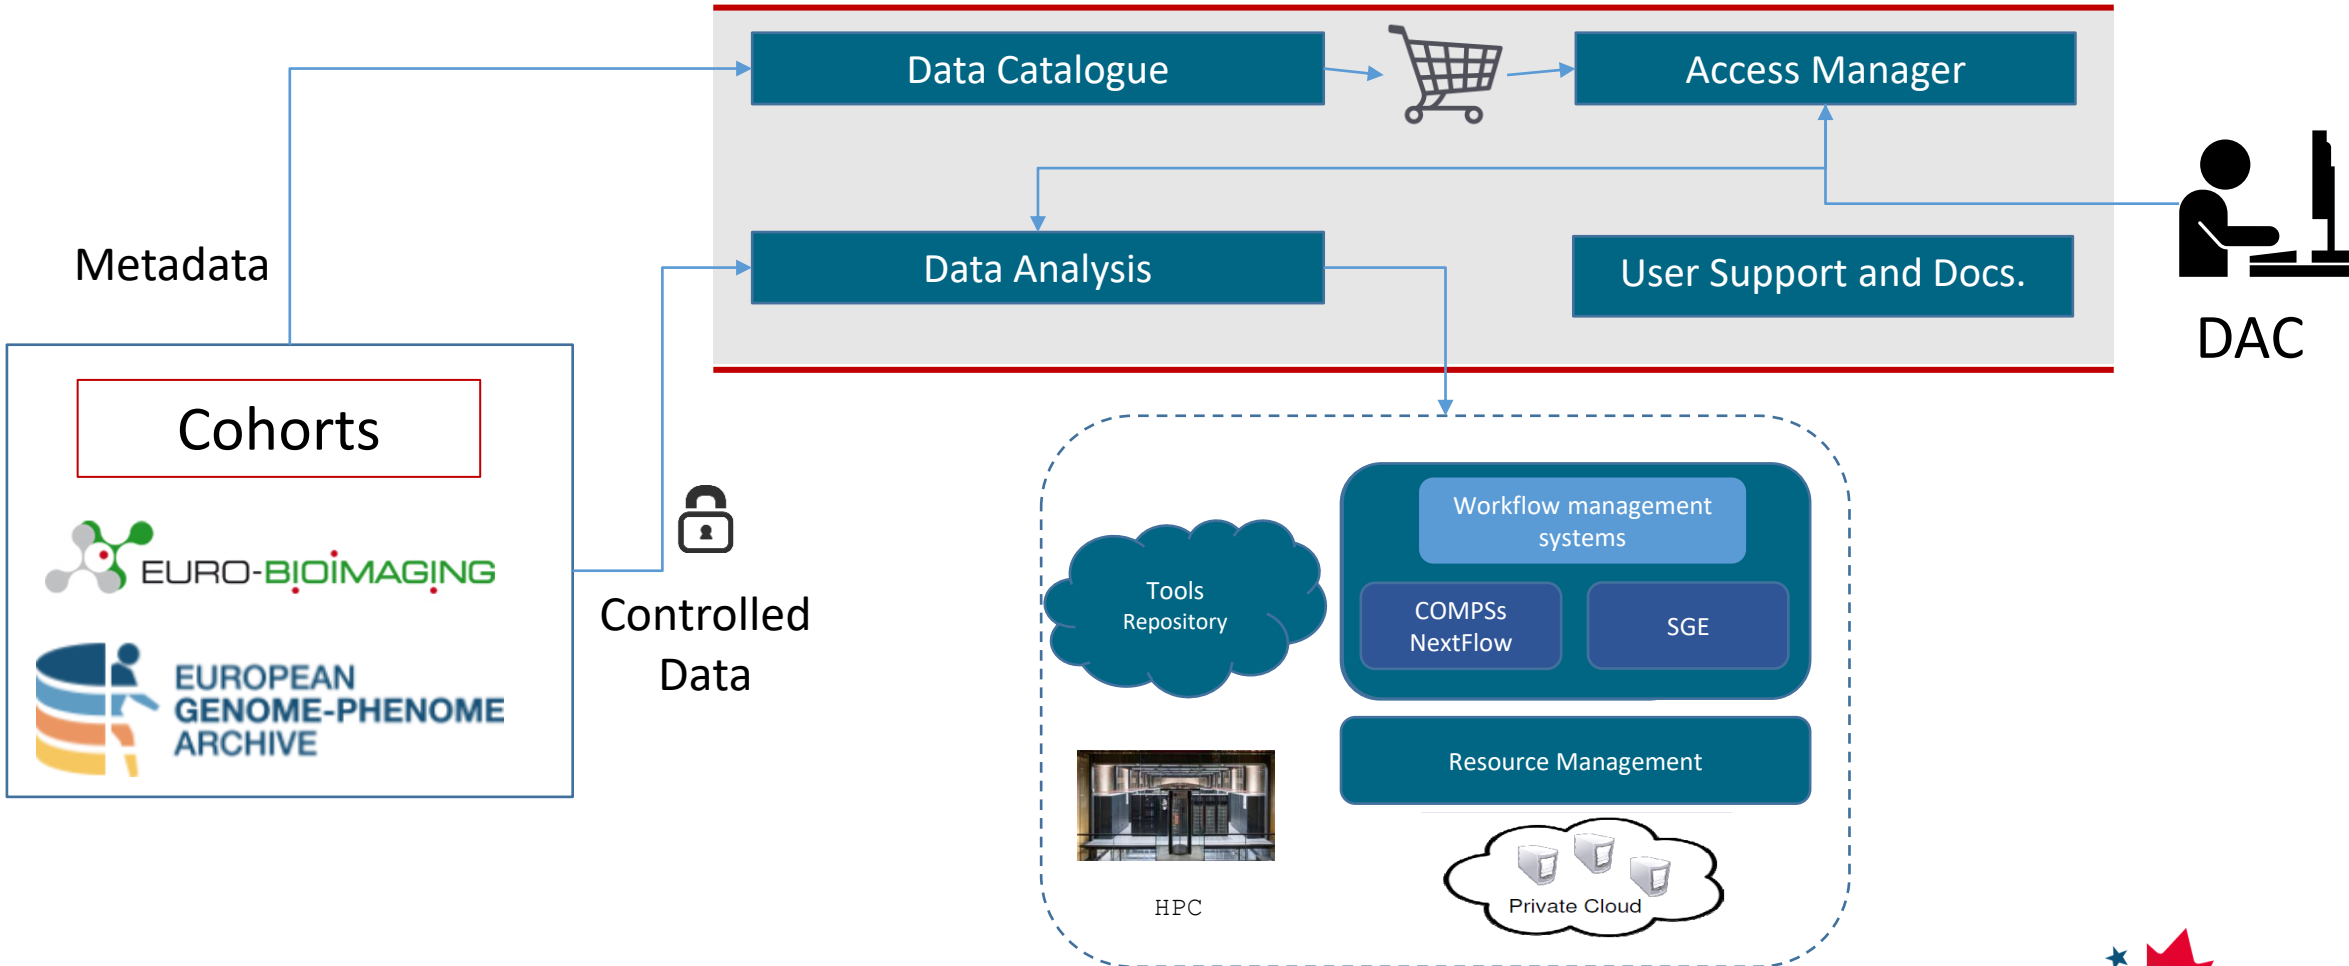 Data Catalogue
Access Manager
Metadata
Data Analysis
User Support and Docs.
DAC
Cohorts
EURO-BIOIMAGING
EUROPEAN
GENOME-PHENOME
ARCHIVE
Controlled
Data
Workflow management
systems
Tools
Repository
COMPSs
NextFlow
SGE
Resource Management
HPC
Private Cloud